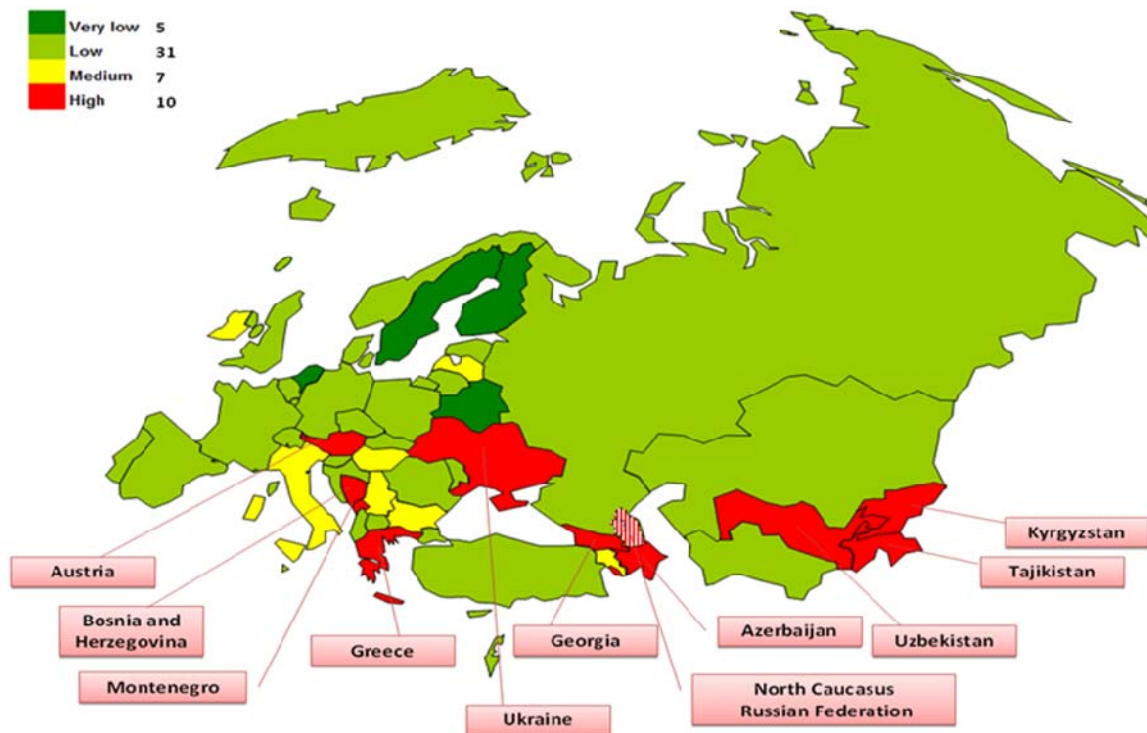 Very low 5
Low 31
Medium 7
High 10
Kyrgyzstan
Austria
Tajikistan
Bosnia and
Herzegovina
Greece
Georgia
Azerbaijan
Uzbekistan
Montenegro
Ukraine
North Caucasus
Russian Federation